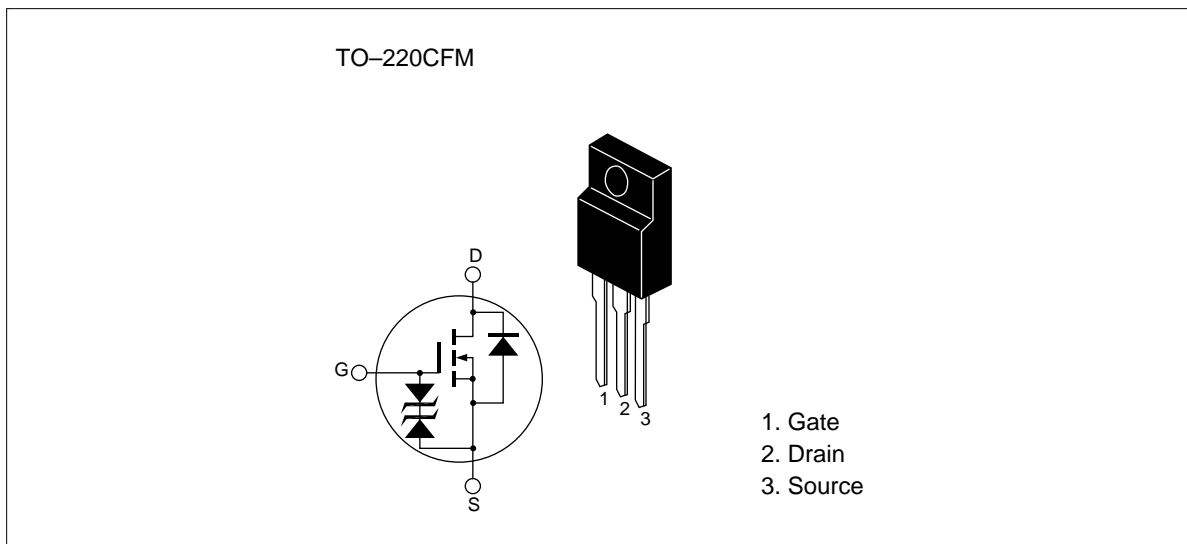 TO–220CFM
D
G
S
1
2
3
1. Gate
2. Drain
3. Source